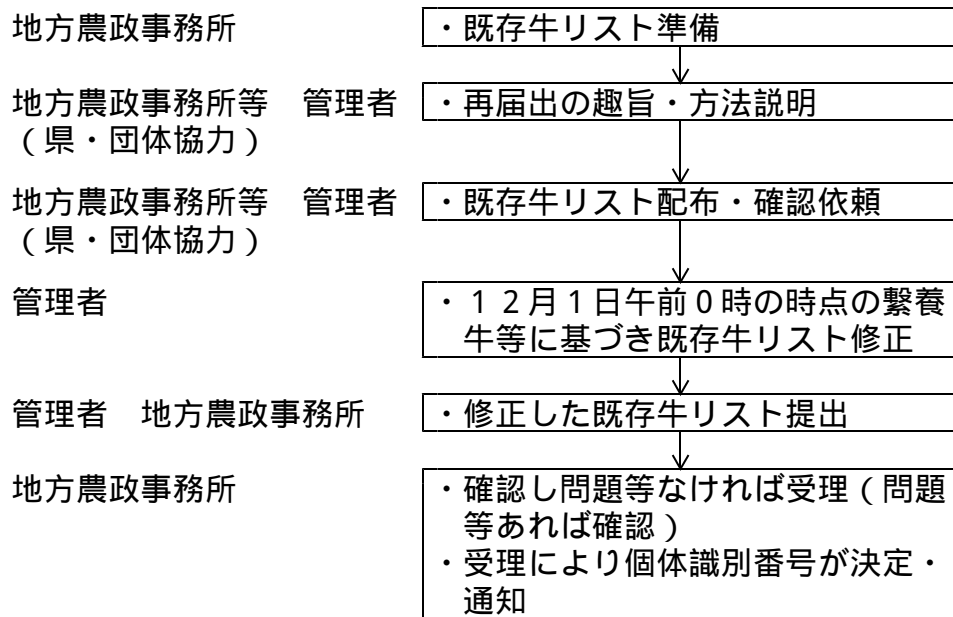 地方農政事務所　・既存牛リスト準備
地方農政事務所等　管理者　・再届出の趣旨・方法説明
（県・団体協力）
地方農政事務所等　管理者　・既存牛リスト配布・確認依頼
（県・団体協力）
管理者　・１２月１日午前０時の時点の繋養
牛等に基づき既存牛リスト修正
管理者　地方農政事務所　・修正した既存牛リスト提出
地方農政事務所　・確認し問題等なければ受理（問題
等あれば確認）
・受理により個体識別番号が決定・
通知